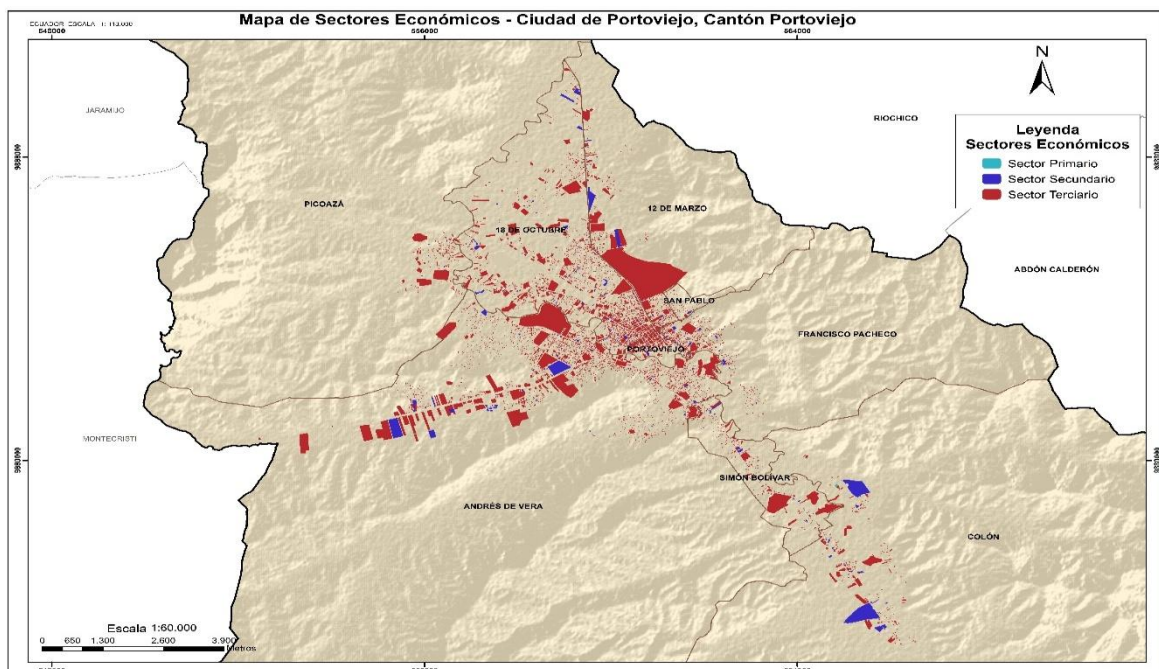 Mapa de Sectores Económicos - Ciudad de Portoviejo, Cantón Portoviejo
556000
564000
N
JARAMIJO
RIOCHICO
Leyenda
Sectores Económicos
Sector Primario
Sector Secundario
Sector Terciario
PICOAZÁ
12 DE MARZO
18 DE OCTUBRE
ABDÓN CALDERÓN
SAN PABLO
FRANCISCO PACHECO
PORTOVIEJO
MONTECRISTI
SIMÓN BOLÍVAR
ANDRÉS DE VERA
COLÓN
Escala 1:60.000
0 650 1.300 2.600 3.900
Metros